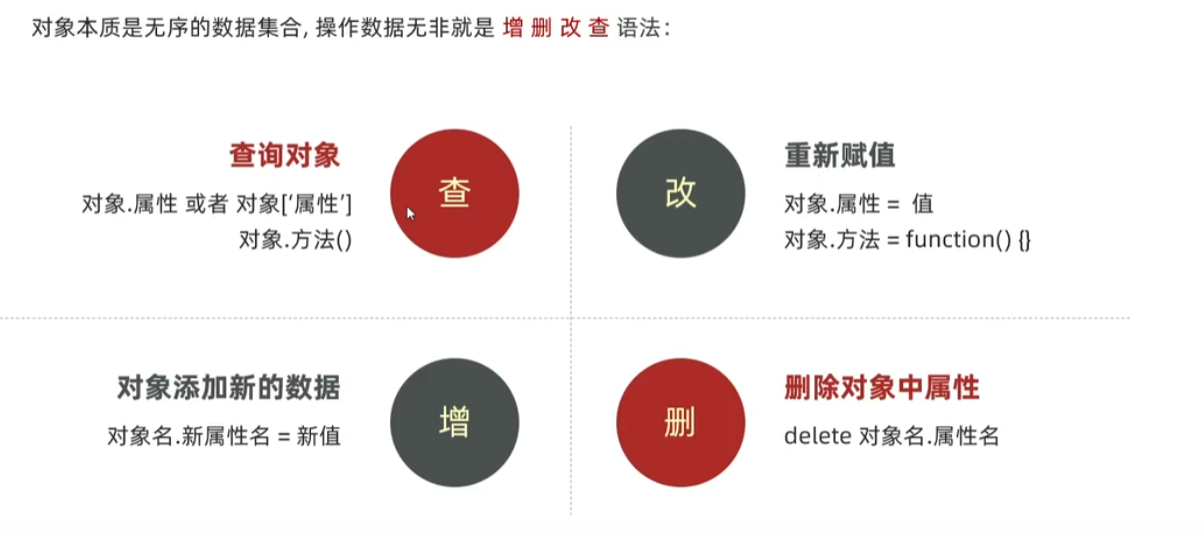 对象本质是无序的数据集合, 操作数据无非就是 增 删 改 查 语法：
查询对象
对象.属性 或者 对象['属性']
对象.方法()
查
改
重新赋值
对象.属性 = 值
对象.方法 = function() {}
对象添加新的数据
对象名.新属性名 = 新值
增
删
删除对象中属性
delete 对象名.属性名